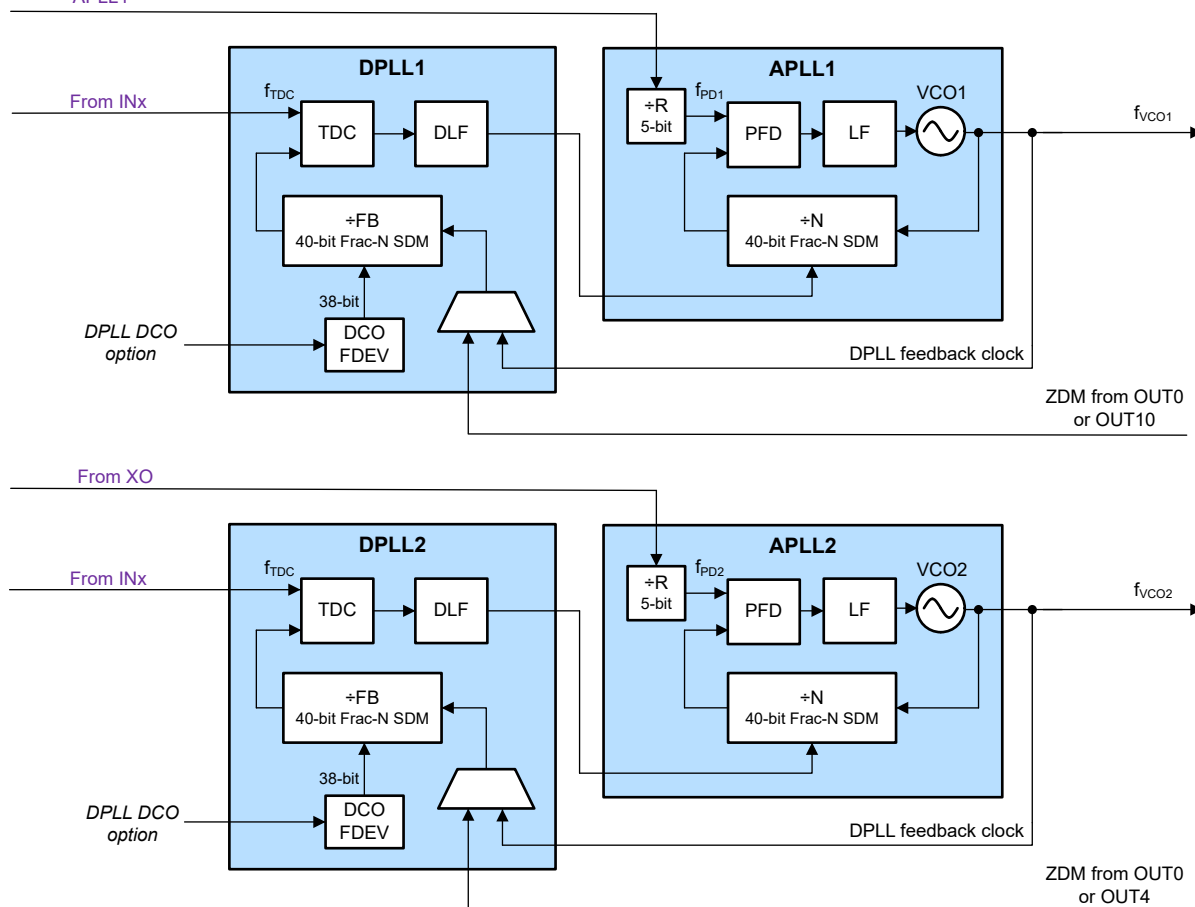 DPLL1
APLL1
From INx
fTDC
TDC
DLF
÷R
5-bit
fPD1
PFD
LF
VCO1
fVCO1
÷FB
40-bit Frac-N SDM
÷N
40-bit Frac-N SDM
38-bit
DPLL DCO
option
DCO
FDEV
DPLL feedback clock
ZDM from OUT0
or OUT10
From XO
DPLL2
APLL2
From INx
fTDC
TDC
DLF
÷R
5-bit
fPD2
PFD
LF
VCO2
fVCO2
÷FB
40-bit Frac-N SDM
÷N
40-bit Frac-N SDM
38-bit
DPLL DCO
option
DCO
FDEV
DPLL feedback clock
ZDM from OUT0
or OUT4